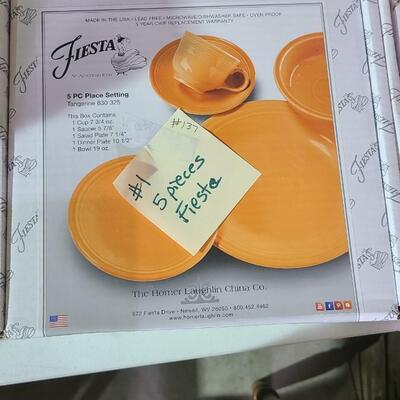 MADE IN THE USA • LEAD FREE • MICROWAVE/DISHWASHER SAFE • OVEN PROOF
5 YEAR CHIP REPLACEMENT WARRANTY
FIESTA
5 PC Place Setting
Tangerine 830 325
This Box Contains
1 Cup 7 3/4 oz.
1 Saucer 5 7/8"
1 Salad Plate 7 1/4"
1 Dinner Plate 10 1/2"
1 Bowl 19 oz.
#137
#1
5 pieces
Fiesta
The Homer Laughlin China Co.
672 Fiesta Drive • Newell, WV 26050 • 800.452.4462
www.homerlaughlin.com
FIESTA
FIESTA